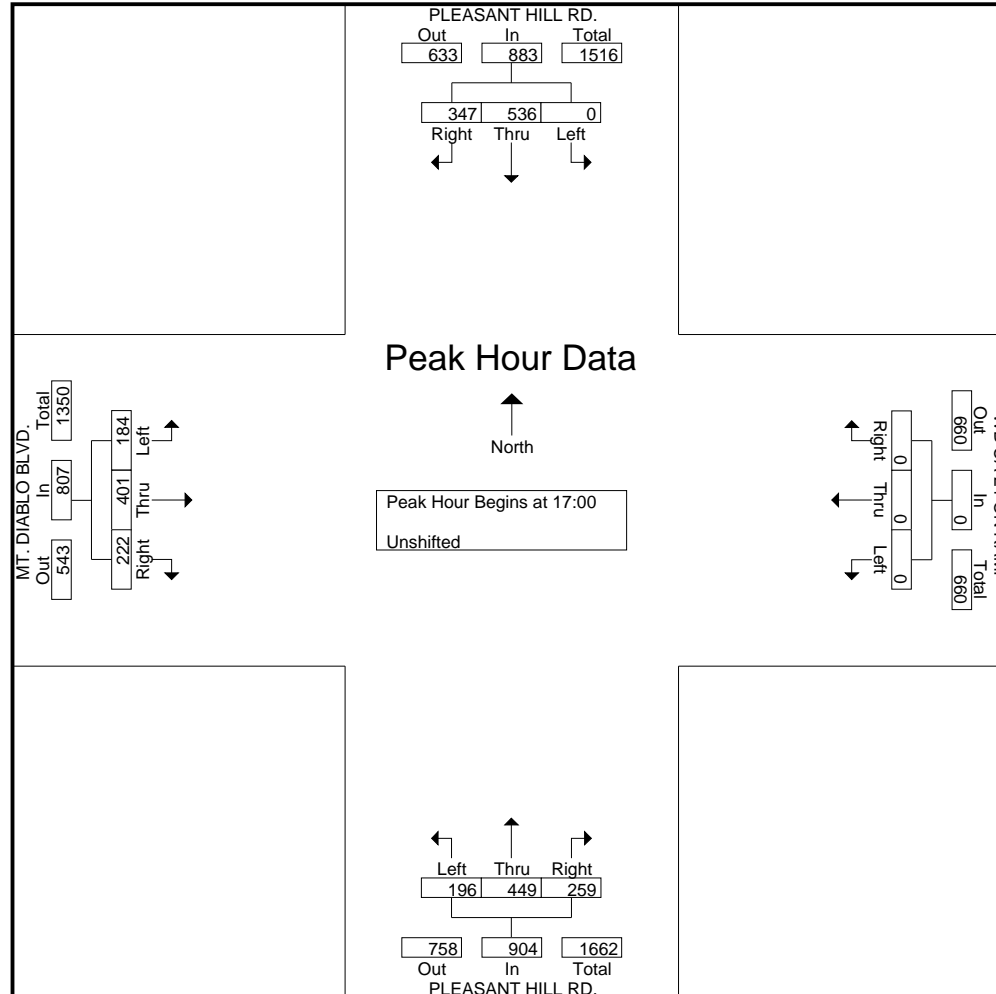 PLEASANT HILL RD.
Out In Total
633 883 1516
347 536 0
Right Thru Left
Peak Hour Data
North
Peak Hour Begins at 17:00
Unshifted
MT. DIABLO BLVD.
Out In Total
543 807 1350
Left Thru Right
184 401 222
Right Thru Left
0 0 0
Out In Total
660 0 660
Left Thru Right
196 449 259
758 904 1662
Out In Total
PLEASANT HILL RD.